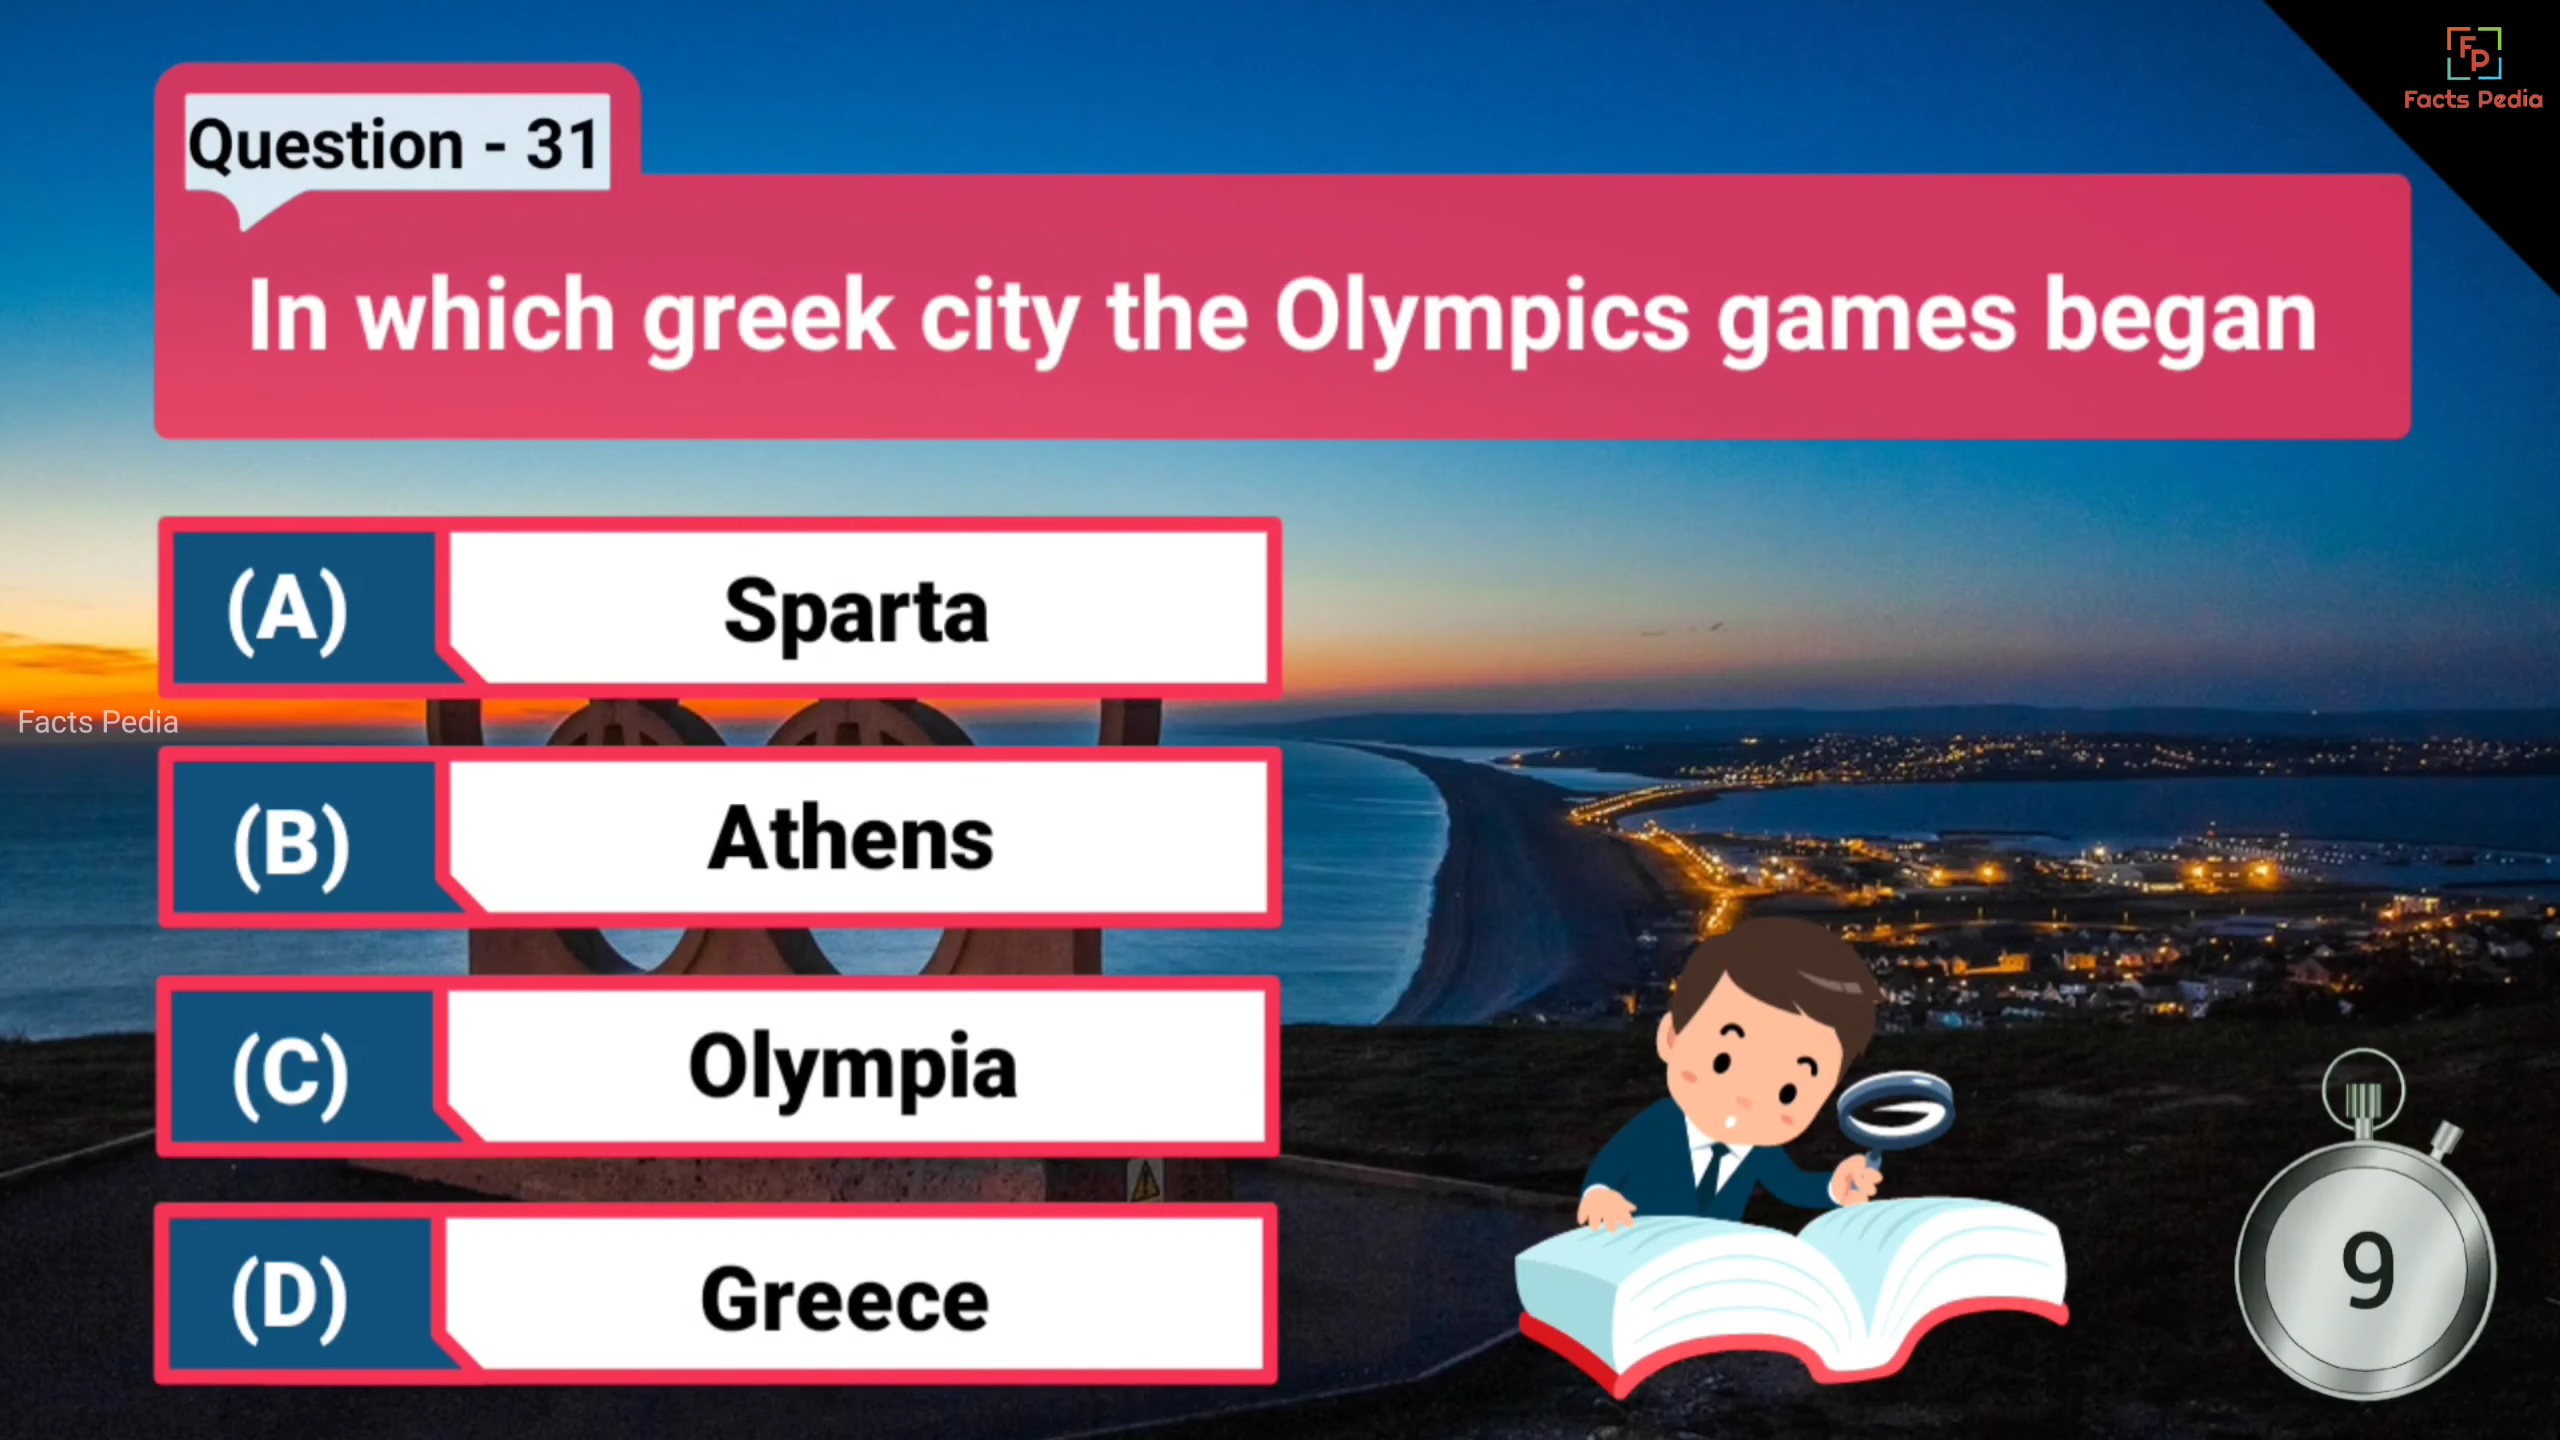 FP
Facts Pedia
Question - 31
In which greek city the Olympics games began
(A) Sparta
Facts Pedia
(B) Athens
(C) Olympia
(D) Greece
9